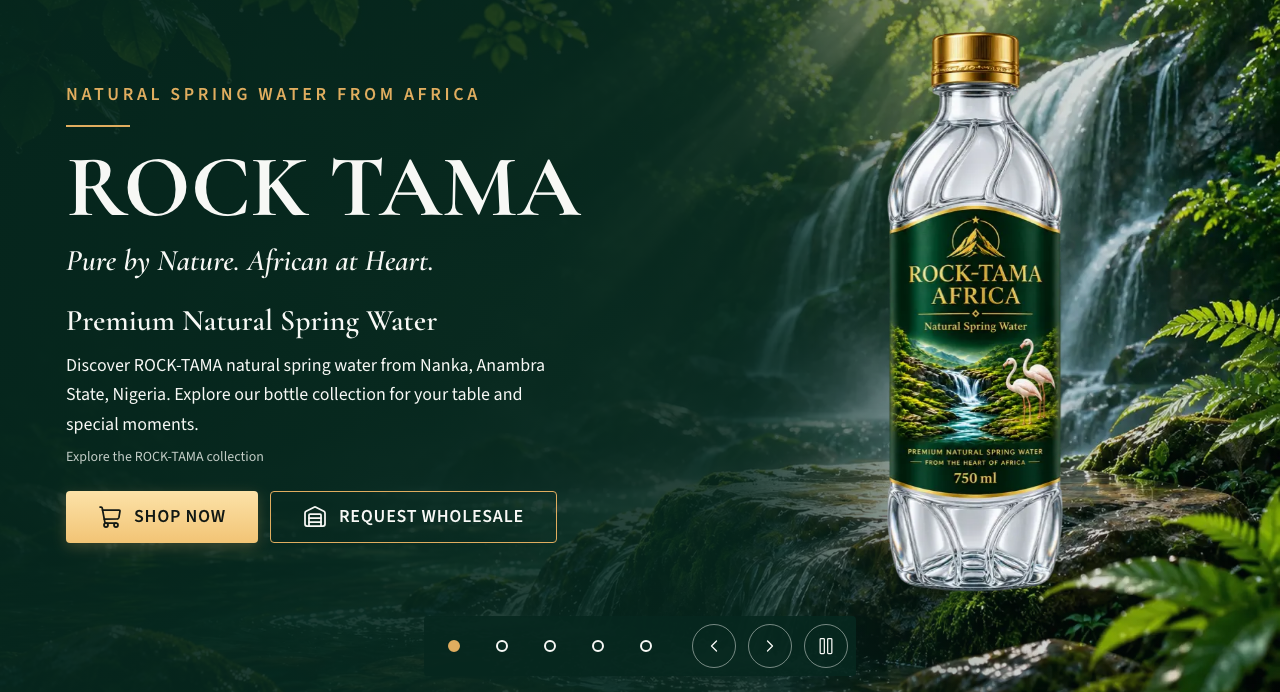 NATURAL SPRING WATER FROM AFRICA
ROCK TAMA
Pure by Nature. African at Heart.
Premium Natural Spring Water
Discover ROCK-TAMA natural spring water from Nanka, Anambra
State, Nigeria. Explore our bottle collection for your table and
special moments.
Explore the ROCK-TAMA collection
SHOP NOW
REQUEST WHOLESALE
ROCK-TAMA
AFRICA
Natural Spring Water
PREMIUM NATURAL SPRING WATER
FROM THE HEART OF AFRICA
750 ml